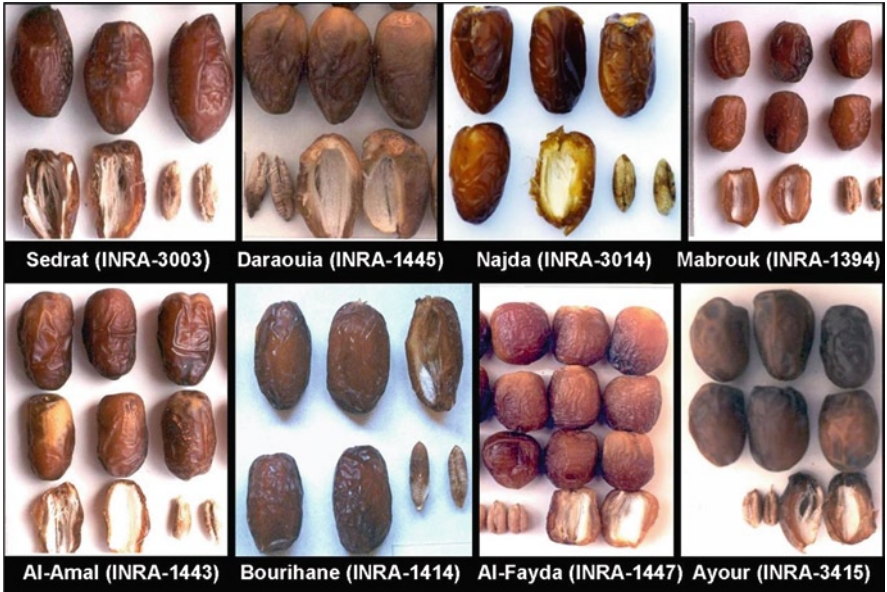 Sedrat (INRA-3003) Daraouia (INRA-1445) Najda (INRA-3014) Mabrouk (INRA-1394)
Al-Amal (INRA-1443) Bourihane (INRA-1414) Al-Fayda (INRA-1447) Ayour (INRA-3415)